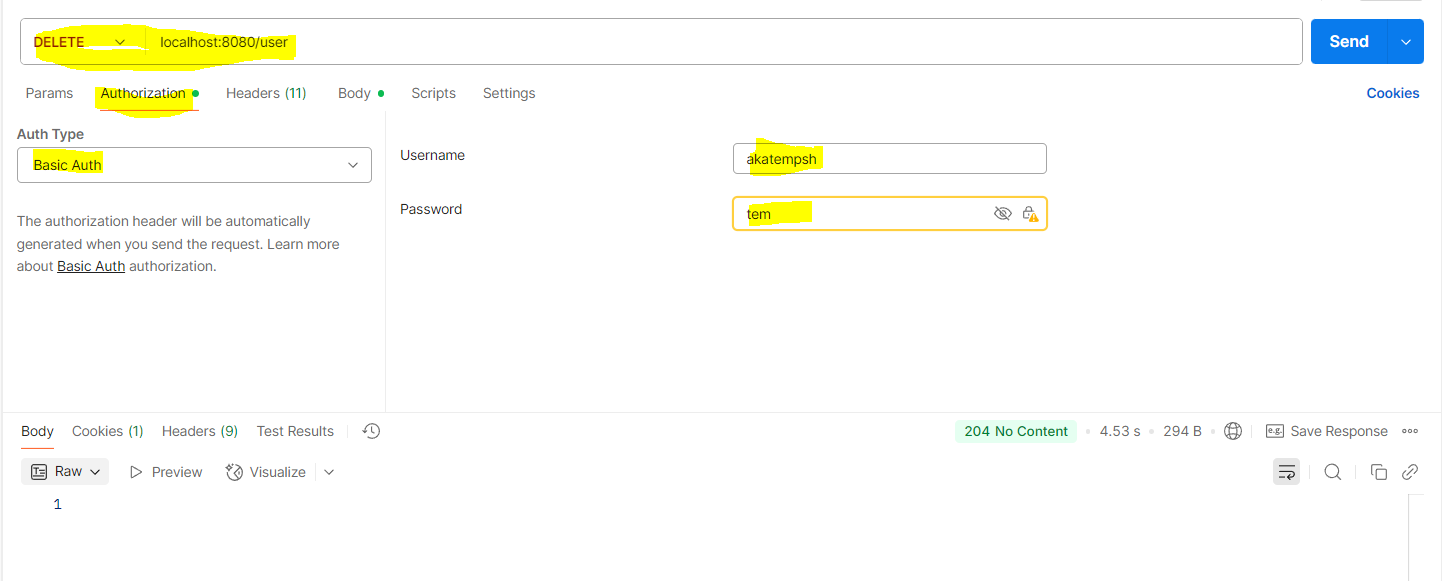 DELETE localhost:8080/user Send
Params Authorization Headers (11) Body Scripts Settings Cookies
Auth Type
Basic Auth
The authorization header will be automatically
generated when you send the request. Learn more
about Basic Auth authorization.
Username akatempsh
Password tem
Body Cookies (1) Headers (9) Test Results 204 No Content 4.53 s 294 B e.g. Save Response
Raw Preview Visualize
1